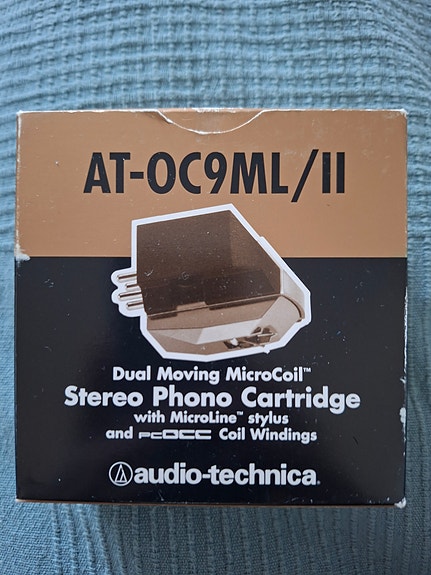 AT-OC9ML/II
Dual Moving MicroCoil™
Stereo Phono Cartridge
with MicroLine™ stylus
and PCOCC Coil Windings
audio-technica.